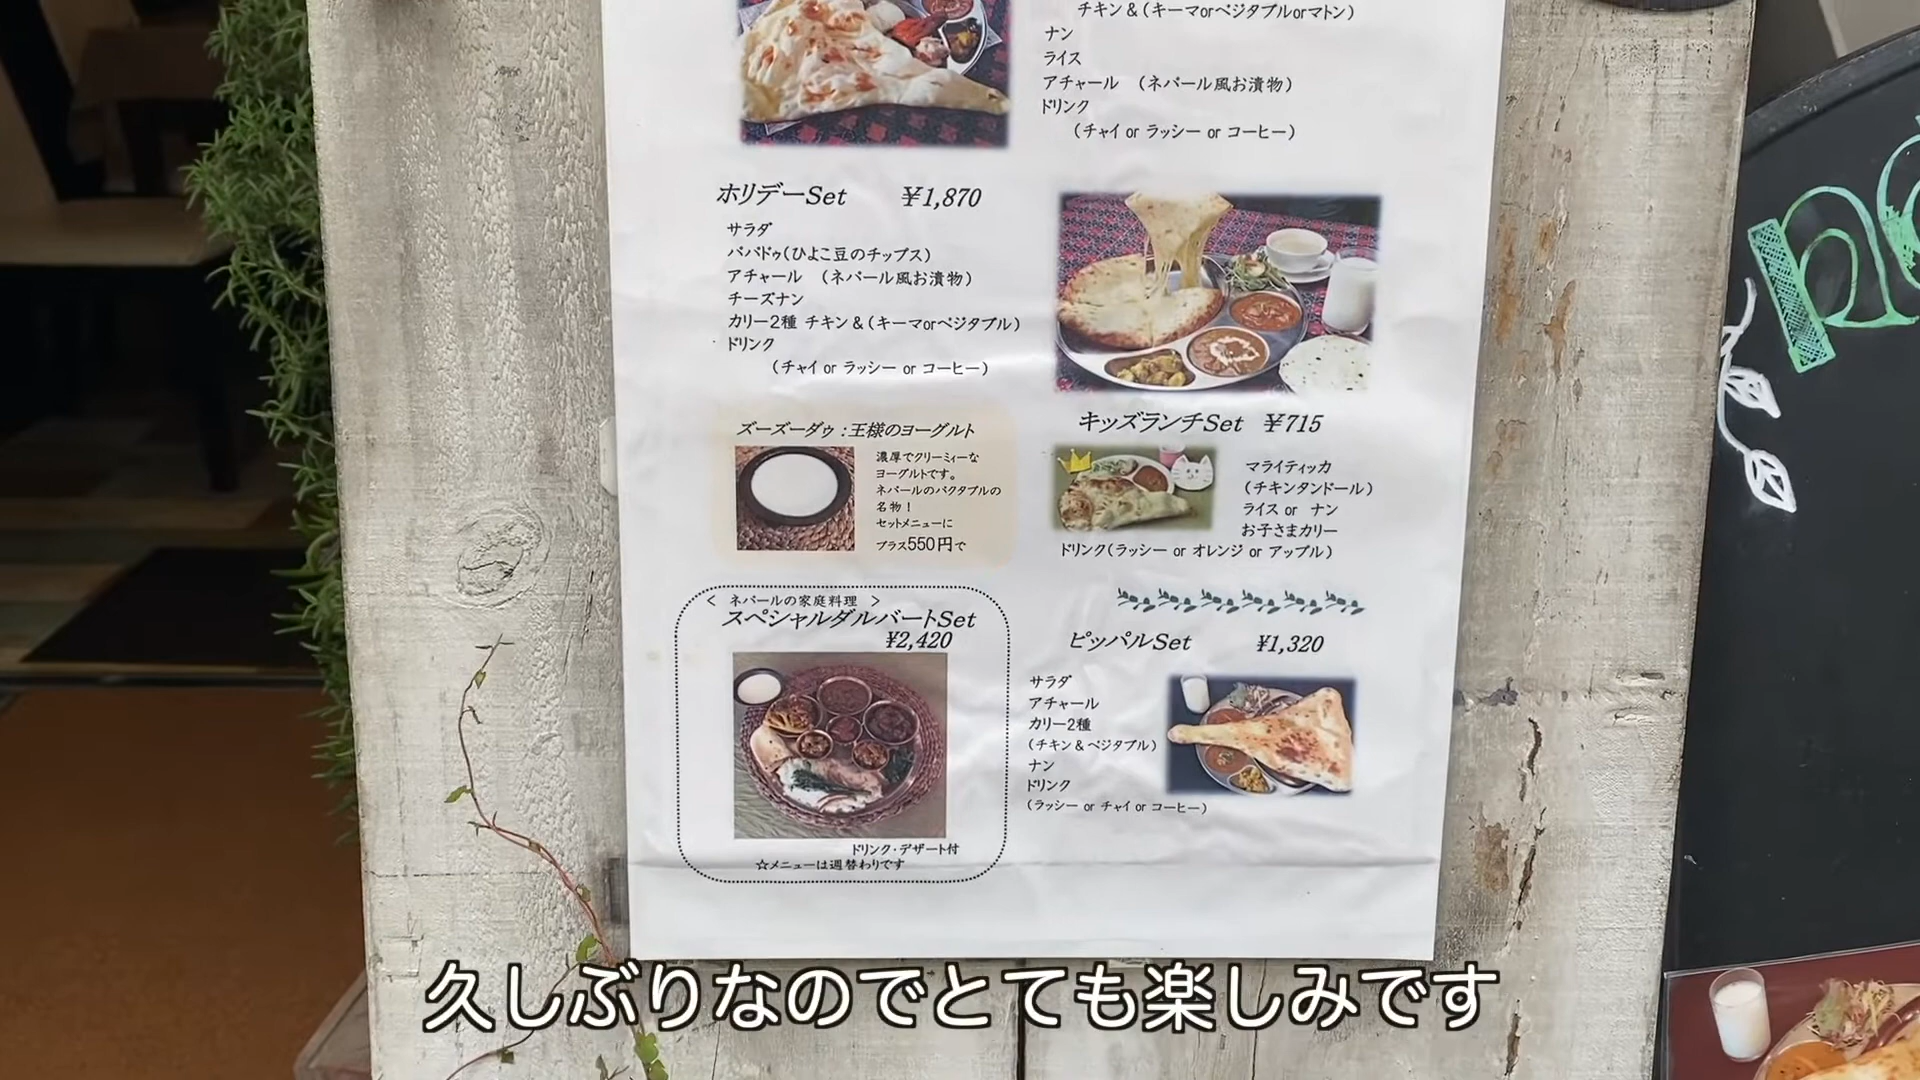 チキン＆（キーマorベジタブルorマトン）
ナン
ライス
アチャール　（ネパール風お漬物）
ドリンク
（チャイ or ラッシー or コーヒー）
ホリデーSet　¥1,870
サラダ
パパドゥ（ひよこ豆のチップス）
アチャール　（ネパール風お漬物）
チーズナン
カリー2種 チキン＆（キーマorベジタブル）
ドリンク
（チャイ or ラッシー or コーヒー）
ズーズーダゥ：王様のヨーグルト
濃厚でクリーミィーな
ヨーグルトです。
ネパールのバクタプルの
名物！
セットメニューに
プラス550円で
キッズランチSet　¥715
マライティッカ
（チキンタンドール）
ライス or ナン
お子さまカリー
ドリンク（ラッシー or オレンジ or アップル）
＜ ネパールの家庭料理 ＞
スペシャルダルバートSet
¥2,420
ドリンク・デザート付
☆メニューは週替わりです
ピッパルSet　¥1,320
サラダ
アチャール
カリー2種
（チキン＆ベジタブル）
ナン
ドリンク
（ラッシー or チャイ or コーヒー）
久しぶりなのでとても楽しみです